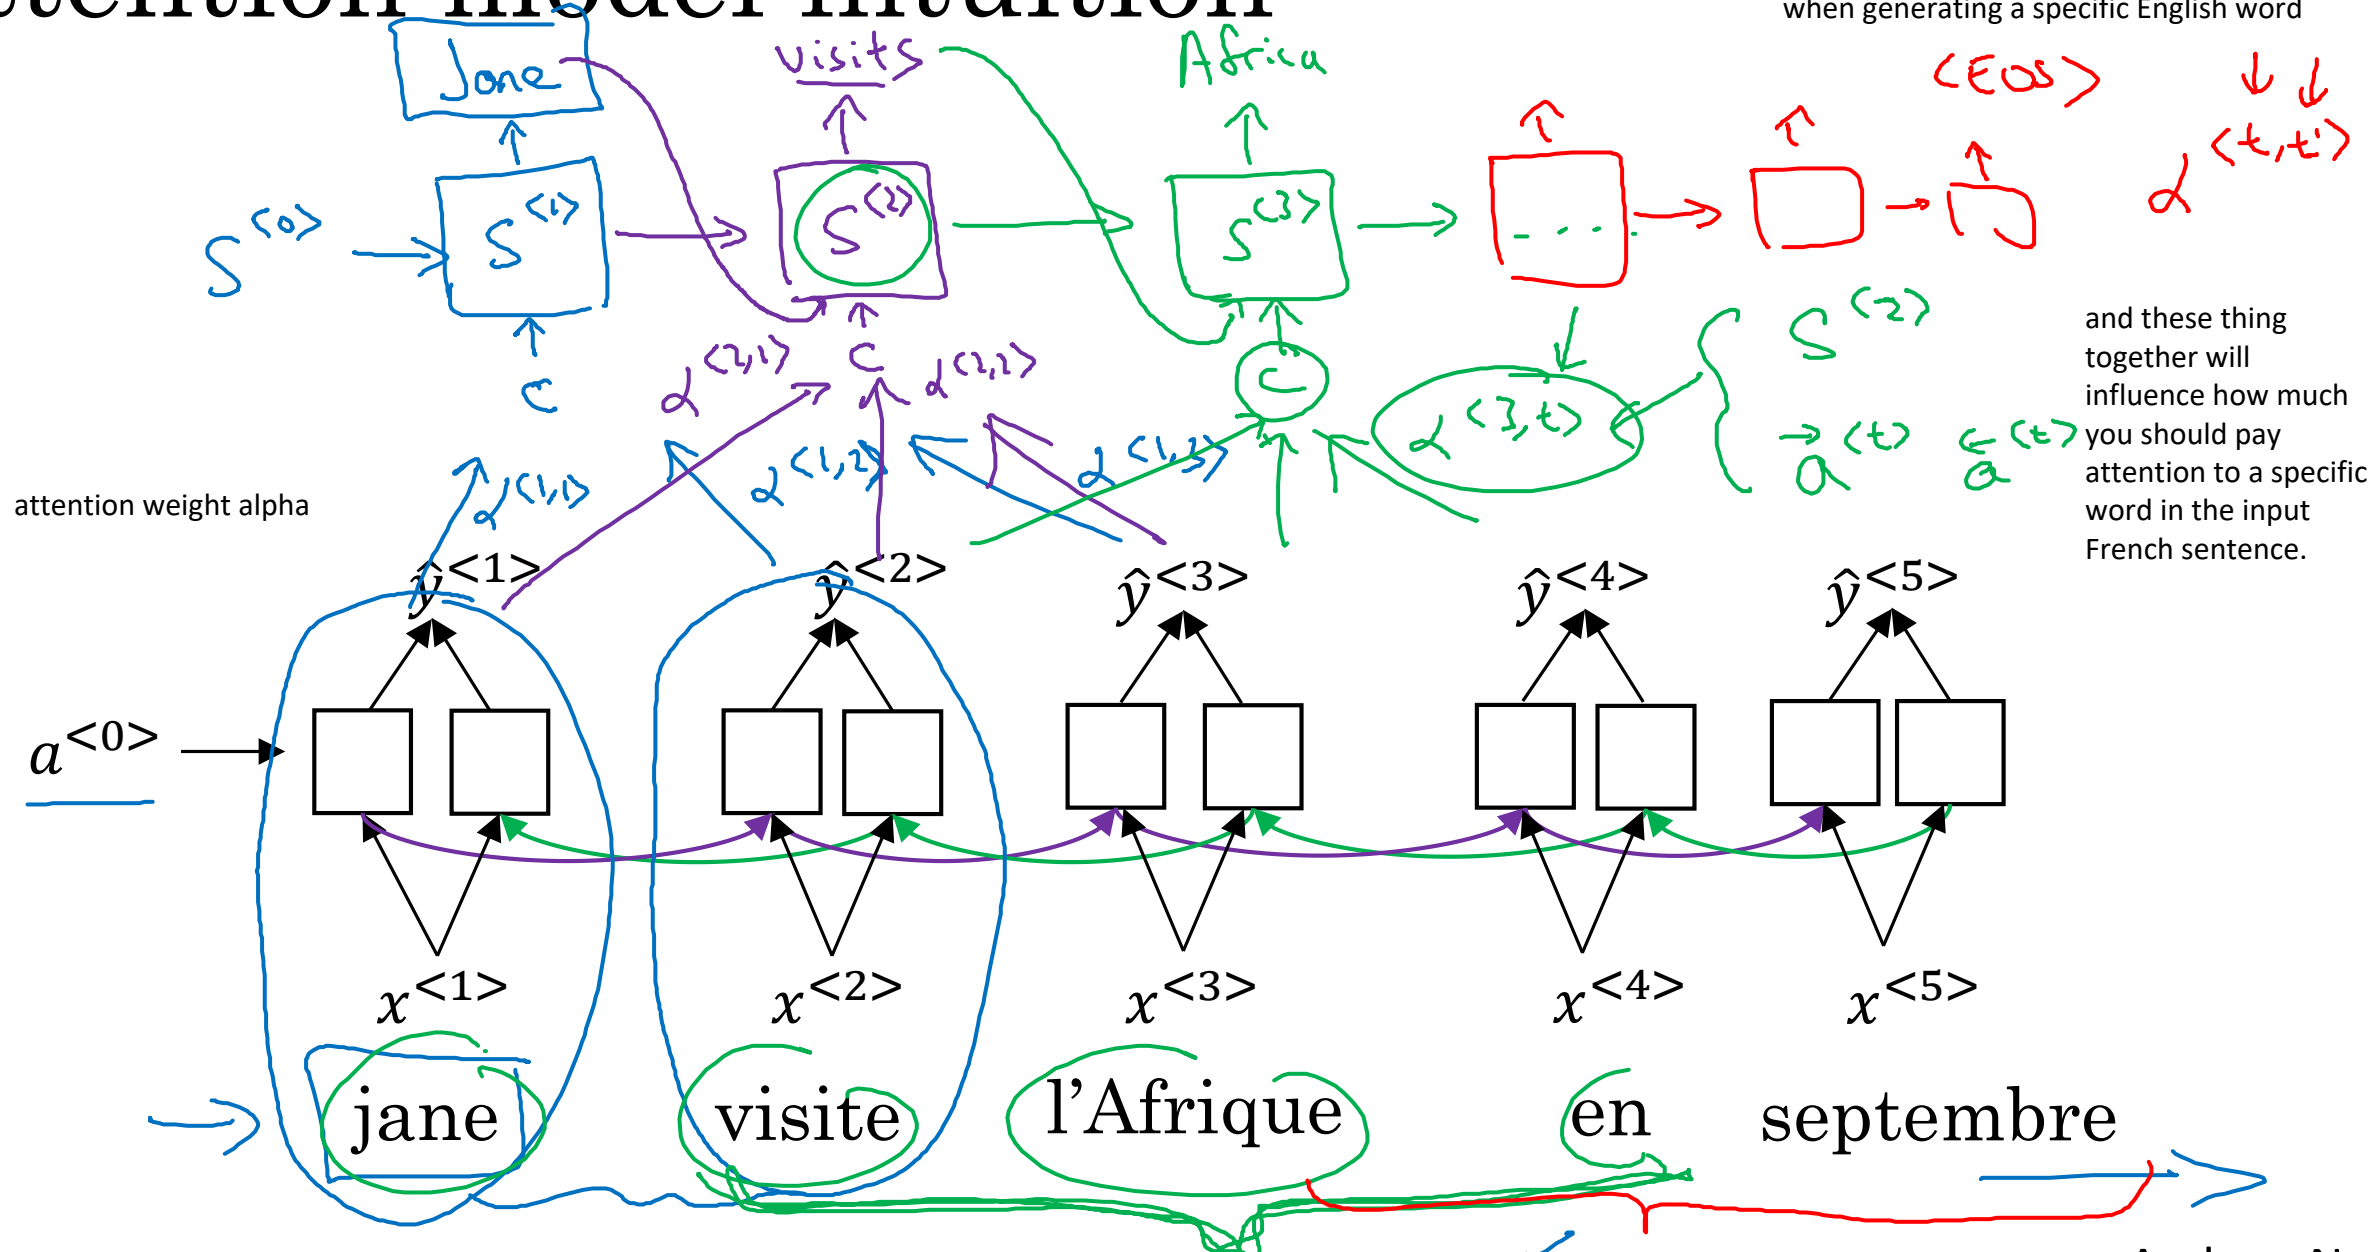 attention model intuition
when generating a specific English word
Jane visits Africa <EOS>
α<t,t'>
S<0> S<1> S<2> S<3>
S<2>
and these thing
together will
influence how much
you should pay
attention to a specific
word in the input
French sentence.
C α<2,1> C α<2,2> C α<3,t>
→a<t> ←a<t>
α<1,1> α<1,2> α<1,3>
attention weight alpha
ŷ<1> ŷ<2> ŷ<3> ŷ<4> ŷ<5>
a<0>
x<1> x<2> x<3> x<4> x<5>
jane visite l’Afrique en septembre